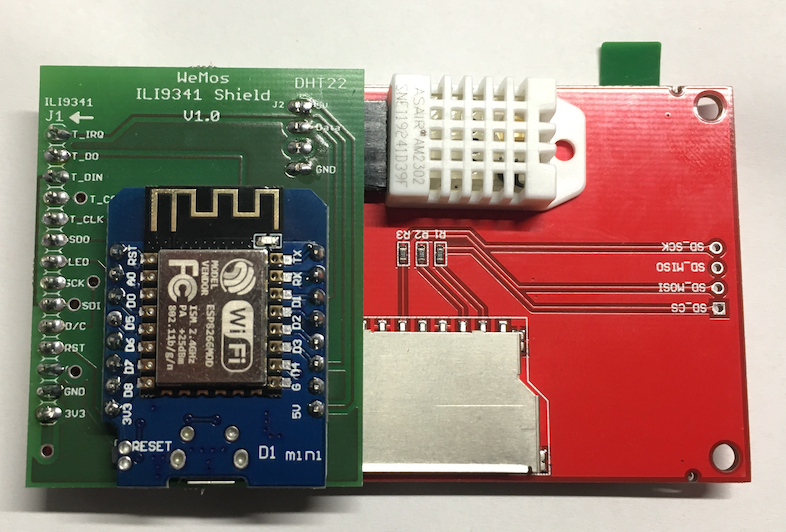 WeMos
ILI9341 Shield
V1.0
DHT22
J2
Data
GND
ILI9341
J1
T_IRQ
T_DO
T_DIN
T_CLK
SDO
LED
SCK
SDI
D/C
RST
GND
3V3
RST
A0
D0
D5
D6
D7
D8
3V3
TX
RX
D1
D2
D3
D4
G
5V
MODEL
VENDOR
ESP8266MOD
WiFi
FC
ISM 2.4GHz
PA +25dBm
802.11b/g/n
RESET
D1 mini
ASAIR
AM2302
R3 R2 R1
SD_SCK
SD_MISO
SD_MOSI
SD_CS